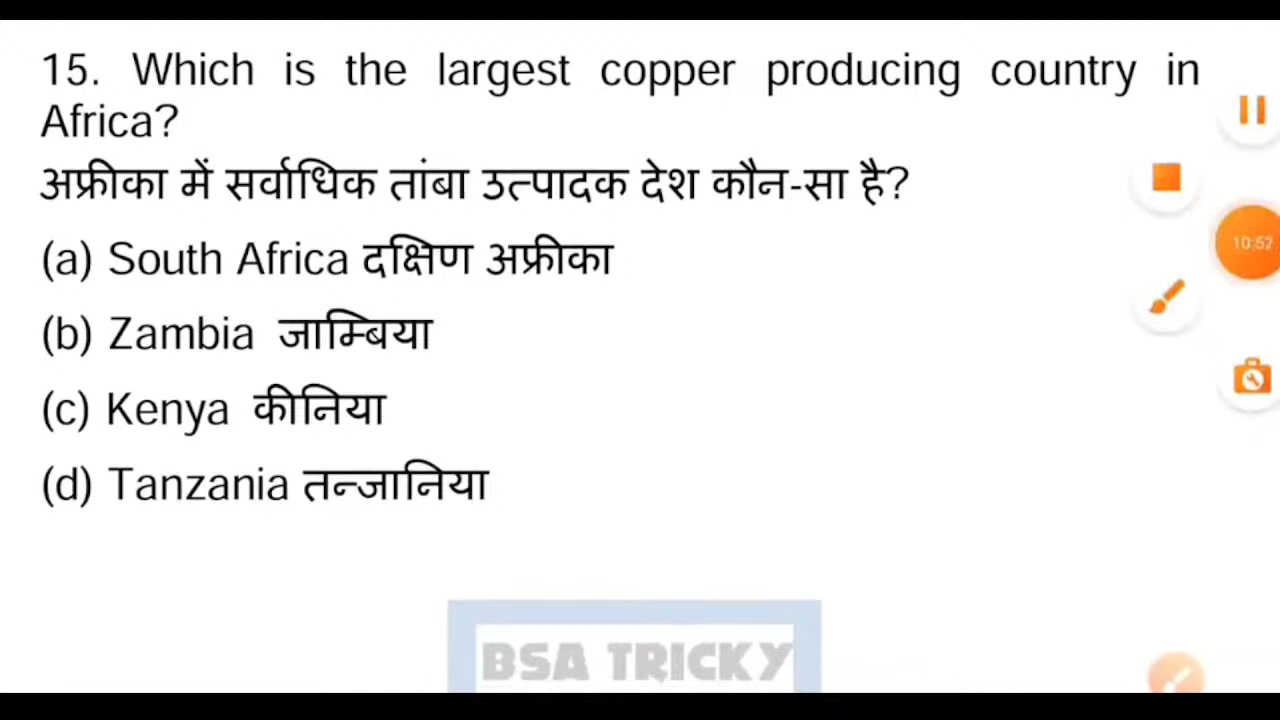 15. Which is the largest copper producing country in
Africa?
अफ्रीका में सर्वाधिक तांबा उत्पादक देश कौन-सा है?
(a) South Africa दक्षिण अफ्रीका
(b) Zambia जाम्बिया
(c) Kenya कीनिया
(d) Tanzania तन्जानिया
10:52
BSA TRICKY